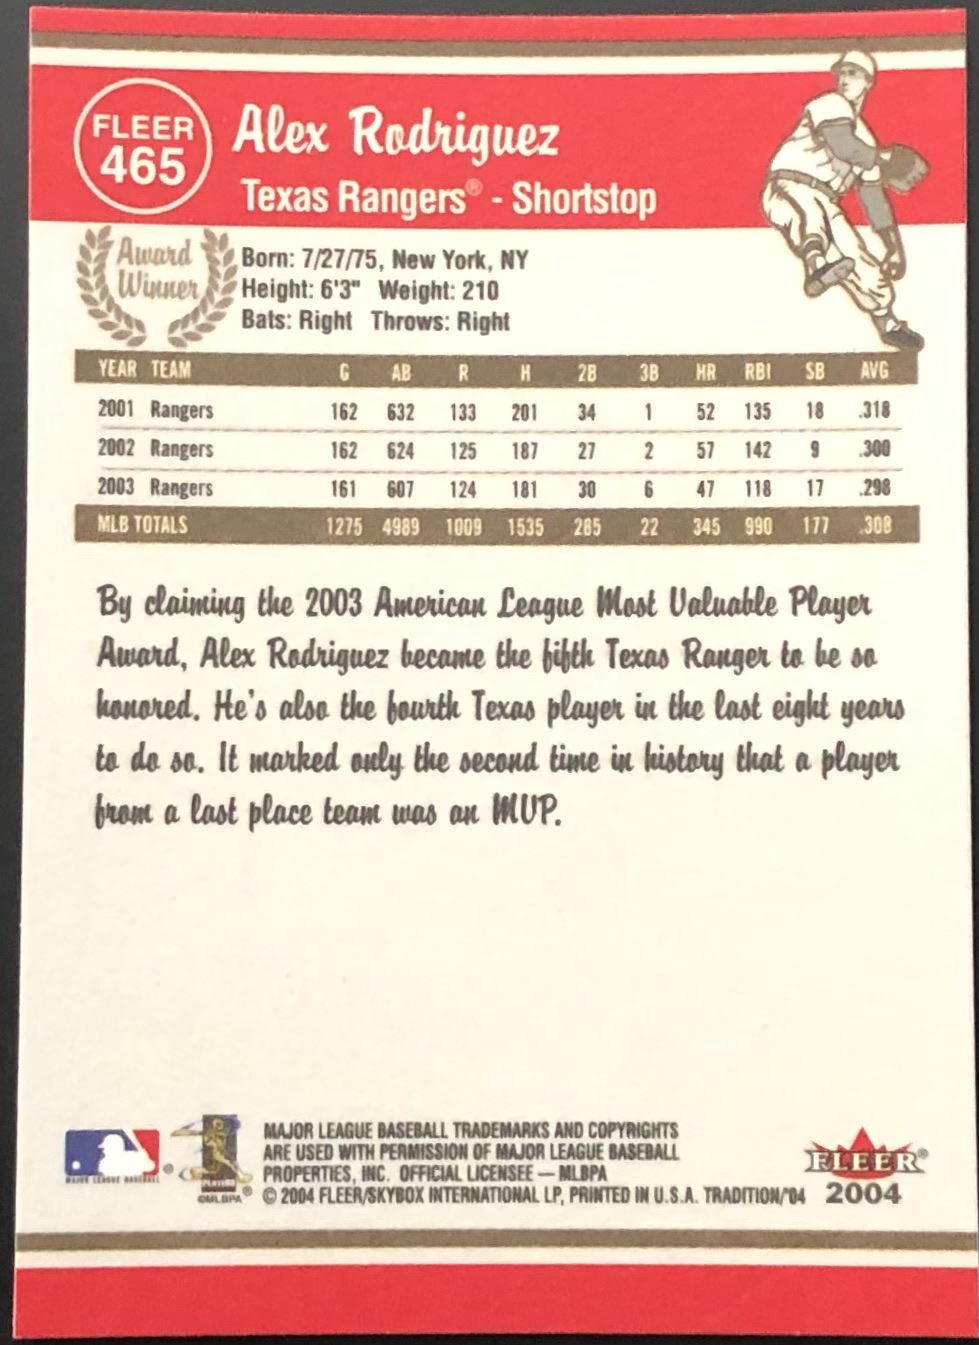 FLEER
465
Alex Rodriguez
Texas Rangers® - Shortstop
Award
Winner
Born: 7/27/75, New York, NY
Height: 6'3" Weight: 210
Bats: Right Throws: Right
YEAR TEAM G AB R H 2B 3B HR RBI SB AVG
2001 Rangers 162 632 133 201 34 1 52 135 18 .318
2002 Rangers 162 624 125 187 27 2 57 142 9 .300
2003 Rangers 161 607 124 181 30 6 47 118 17 .298
MLB TOTALS 1275 4989 1009 1535 285 22 345 990 177 .308
By claiming the 2003 American League Most Valuable Player
Award, Alex Rodriguez became the fifth Texas Ranger to be so
honored. He's also the fourth Texas player in the last eight years
to do so. It marked only the second time in history that a player
from a last place team was an MVP.
MAJOR LEAGUE BASEBALL TRADEMARKS AND COPYRIGHTS
ARE USED WITH PERMISSION OF MAJOR LEAGUE BASEBALL
PROPERTIES, INC. OFFICIAL LICENSEE — MLBPA
© 2004 FLEER/SKYBOX INTERNATIONAL LP, PRINTED IN U.S.A. TRADITION/'04
MAJOR LEAGUE BASEBALL®
PLAYERS
©MLBPA®
FLEER®
2004